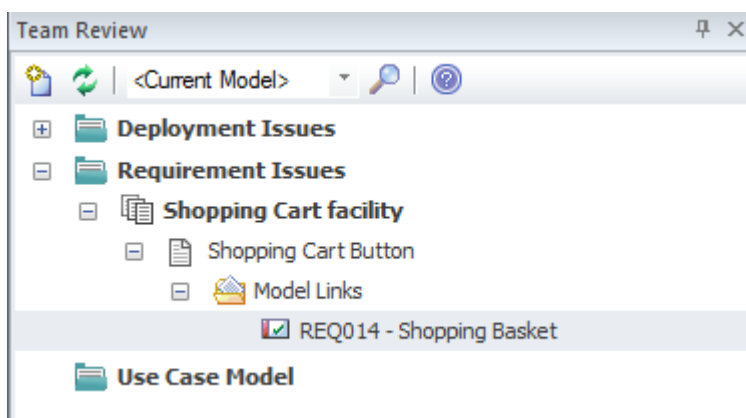 Team Review
<Current Model>
Deployment Issues
Requirement Issues
Shopping Cart facility
Shopping Cart Button
Model Links
REQ014 - Shopping Basket
Use Case Model